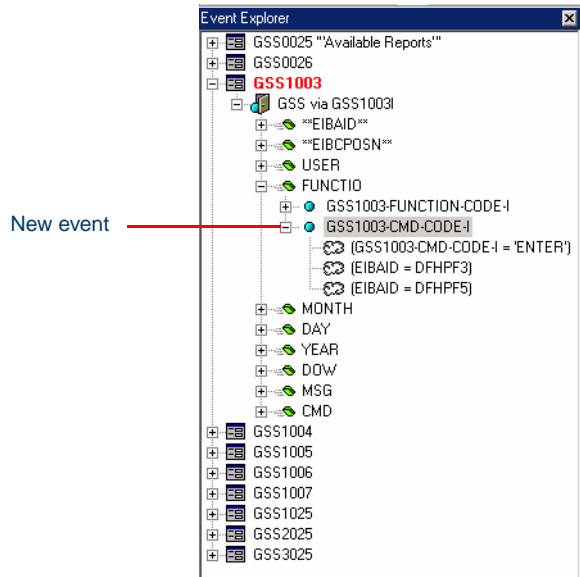 Event Explorer
GSS0025 "'Available Reports'"
GSS0026
GSS1003
GSS via GSS1003I
**EIBAID**
**EIBCPOSN**
USER
FUNCTIO
GSS1003-FUNCTION-CODE-I
New event
GSS1003-CMD-CODE-I
(GSS1003-CMD-CODE-I = 'ENTER')
(EIBAID = DFHPF3)
(EIBAID = DFHPF5)
MONTH
DAY
YEAR
DOW
MSG
CMD
GSS1004
GSS1005
GSS1006
GSS1007
GSS1025
GSS2025
GSS3025